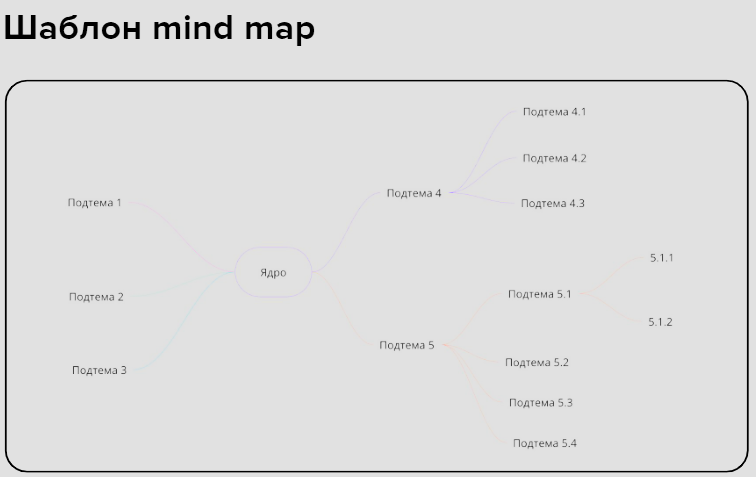 Шаблон mind map
Подтема 1
Подтема 2
Подтема 3
Ядро
Подтема 4
Подтема 4.1
Подтема 4.2
Подтема 4.3
Подтема 5
Подтема 5.1
5.1.1
5.1.2
Подтема 5.2
Подтема 5.3
Подтема 5.4